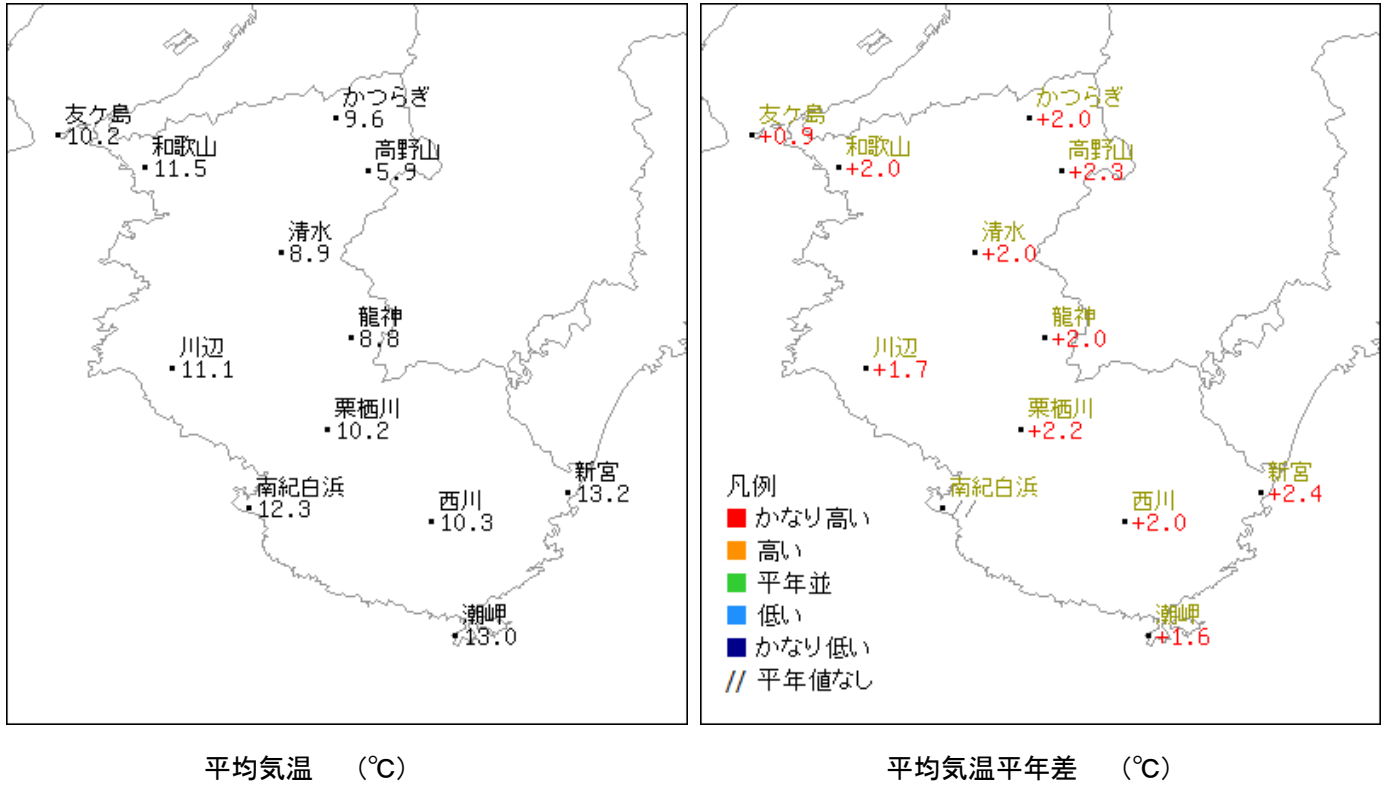 友ケ島
10.2
かつらぎ
9.6
和歌山
11.5
高野山
5.9
清水
8.9
龍神
8.8
川辺
11.1
栗栖川
10.2
南紀白浜
12.3
西川
10.3
新宮
13.2
潮岬
13.0
平均気温　（℃）
友ケ島
+0.9
かつらぎ
+2.0
和歌山
+2.0
高野山
+2.3
清水
+2.0
龍神
+2.0
川辺
+1.7
栗栖川
+2.2
南紀白浜
//
西川
+2.0
新宮
+2.4
潮岬
+1.6
凡例
かなり高い
高い
平年並
低い
かなり低い
// 平年値なし
平均気温平年差　（℃）